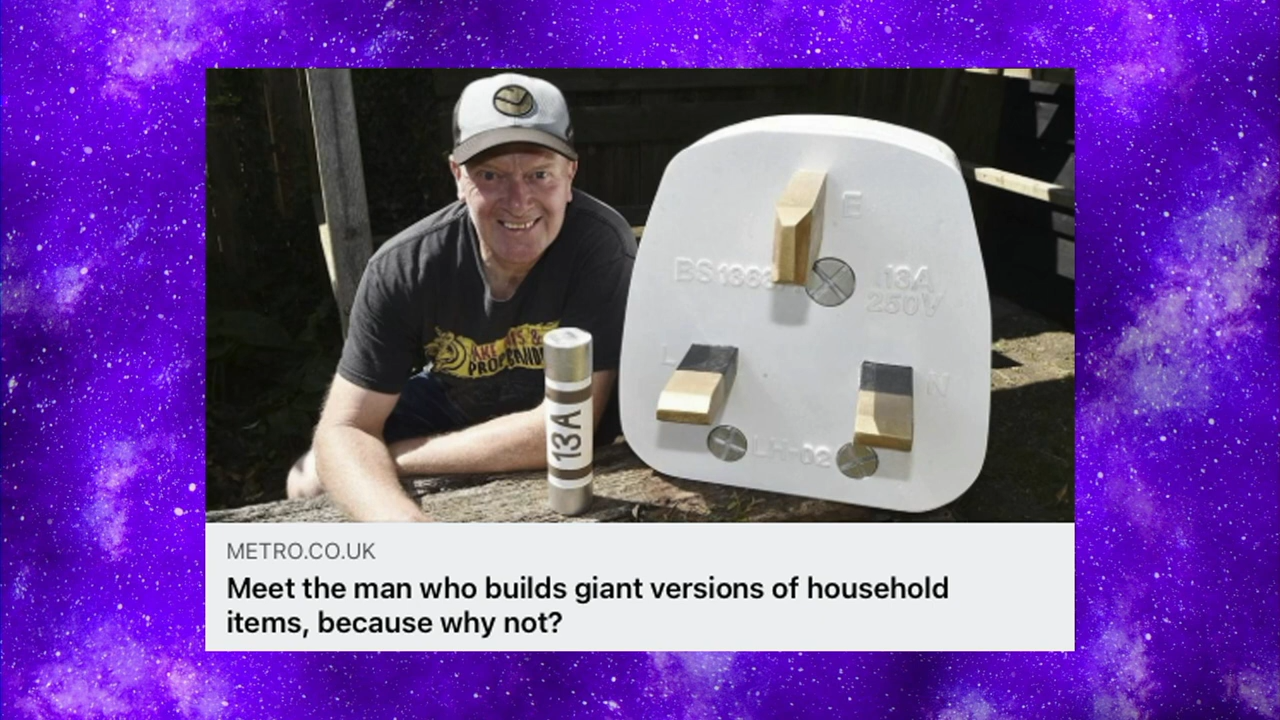 E
13A
250V
L
N
13A
METRO.CO.UK
Meet the man who builds giant versions of household
items, because why not?